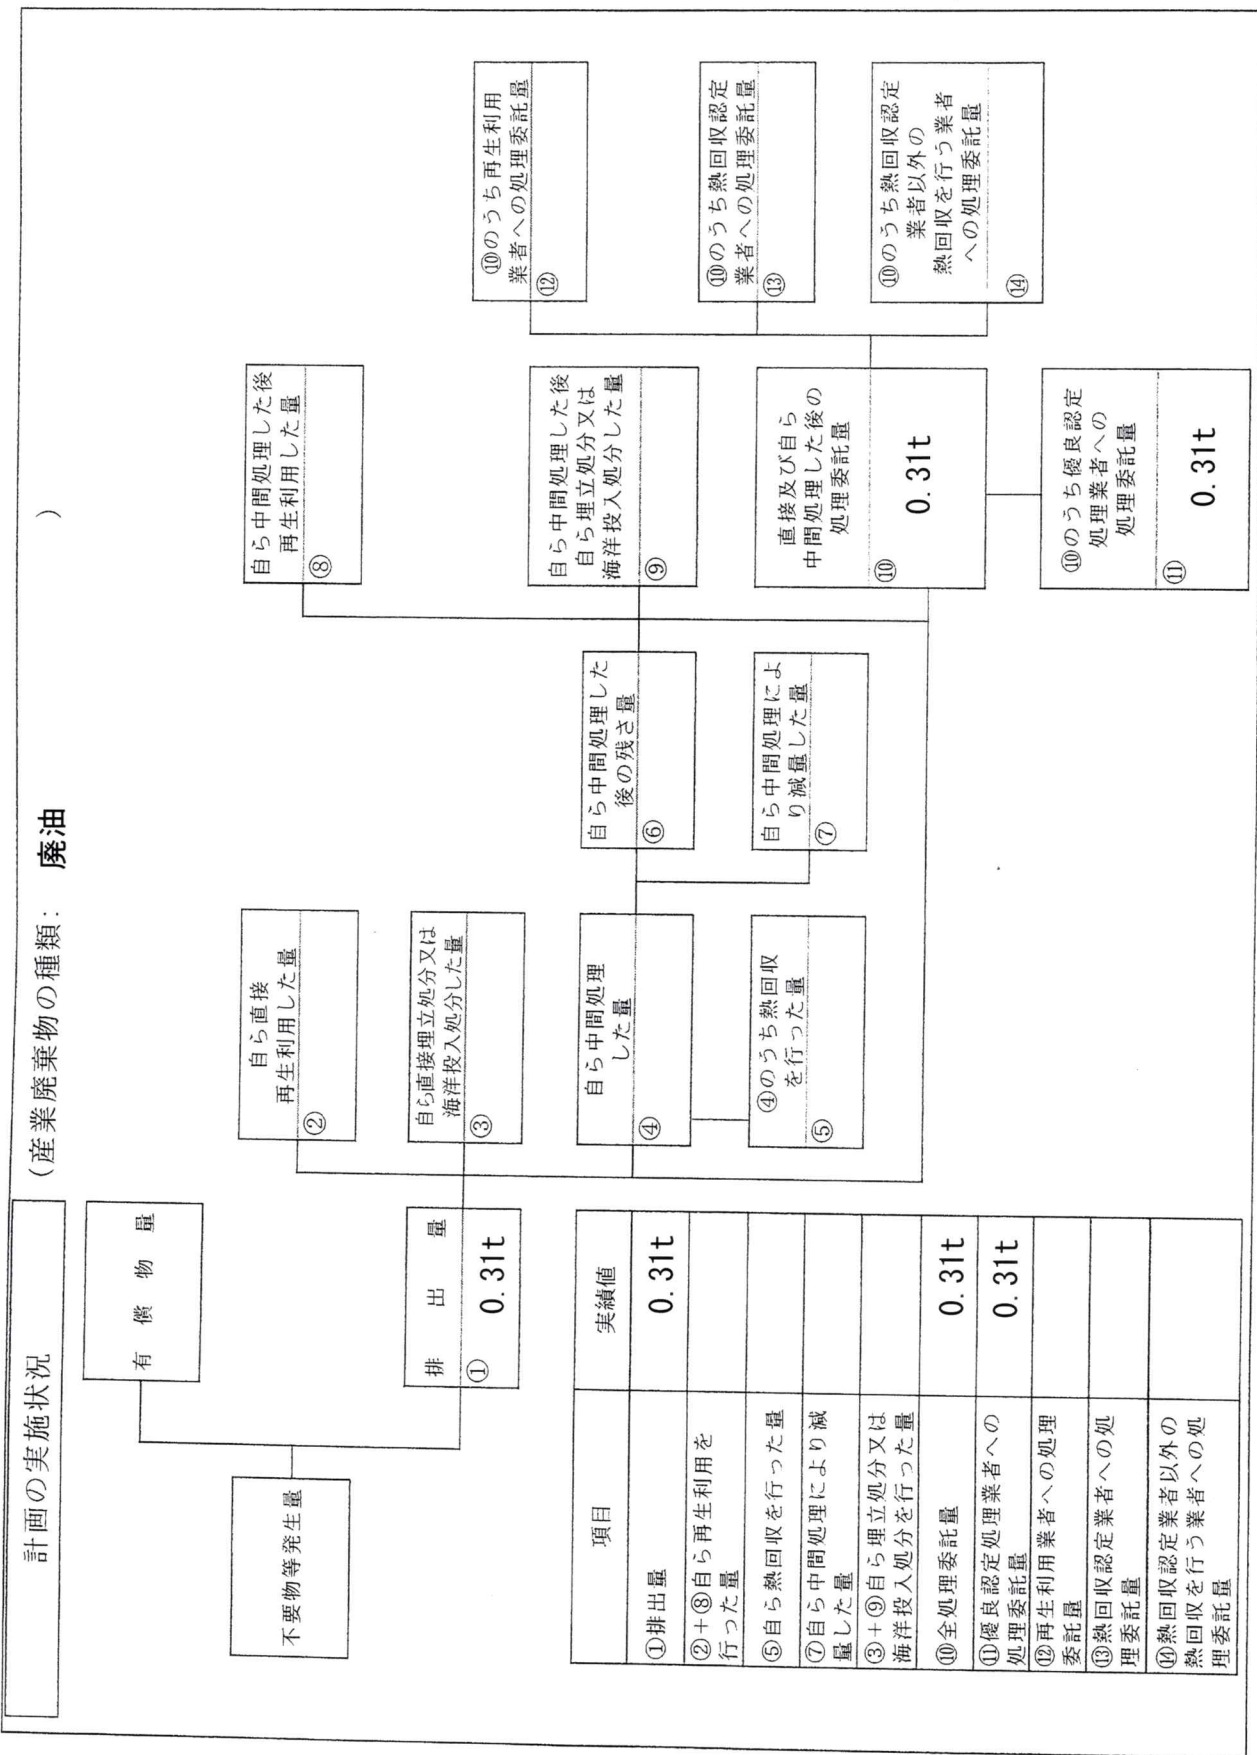 計画の実施状況
(産業廃棄物の種類： 廃油 )
不要物等発生量
有 償 物 量
排 出 量
①
0.31t
自ら直接
再生利用した量
②
自ら直接埋立処分又は
海洋投入処分した量
③
自ら中間処理
した量
④
④のうち熱回収
を行った量
⑤
自ら中間処理した
後の残さ量
⑥
自ら中間処理によ
り減量した量
⑦
自ら中間処理した後
再生利用した量
⑧
自ら中間処理した後
自ら埋立処分又は
海洋投入処分した量
⑨
直接及び自ら
中間処理した後の
処理委託量
⑩
0.31t
⑩のうち優良認定
処理業者への
処理委託量
⑪
0.31t
⑩のうち再生利用
業者への処理委託量
⑫
⑩のうち熱回収認定
業者への処理委託量
⑬
⑩のうち熱回収認定
業者以外の
熱回収を行う業者
への処理委託量
⑭
項目 実績値
①排出量 0.31t
②+⑧自ら再生利用を
行った量
⑤自ら熱回収を行った量
⑦自ら中間処理により減
量した量
③+⑨自ら埋立処分又は
海洋投入処分を行った量
⑩全処理委託量 0.31t
⑪優良認定処理業者への
処理委託量 0.31t
⑫再生利用業者への処理
委託量
⑬熱回収認定業者への処
理委託量
⑭熱回収認定業者以外の
熱回収を行う業者への処
理委託量